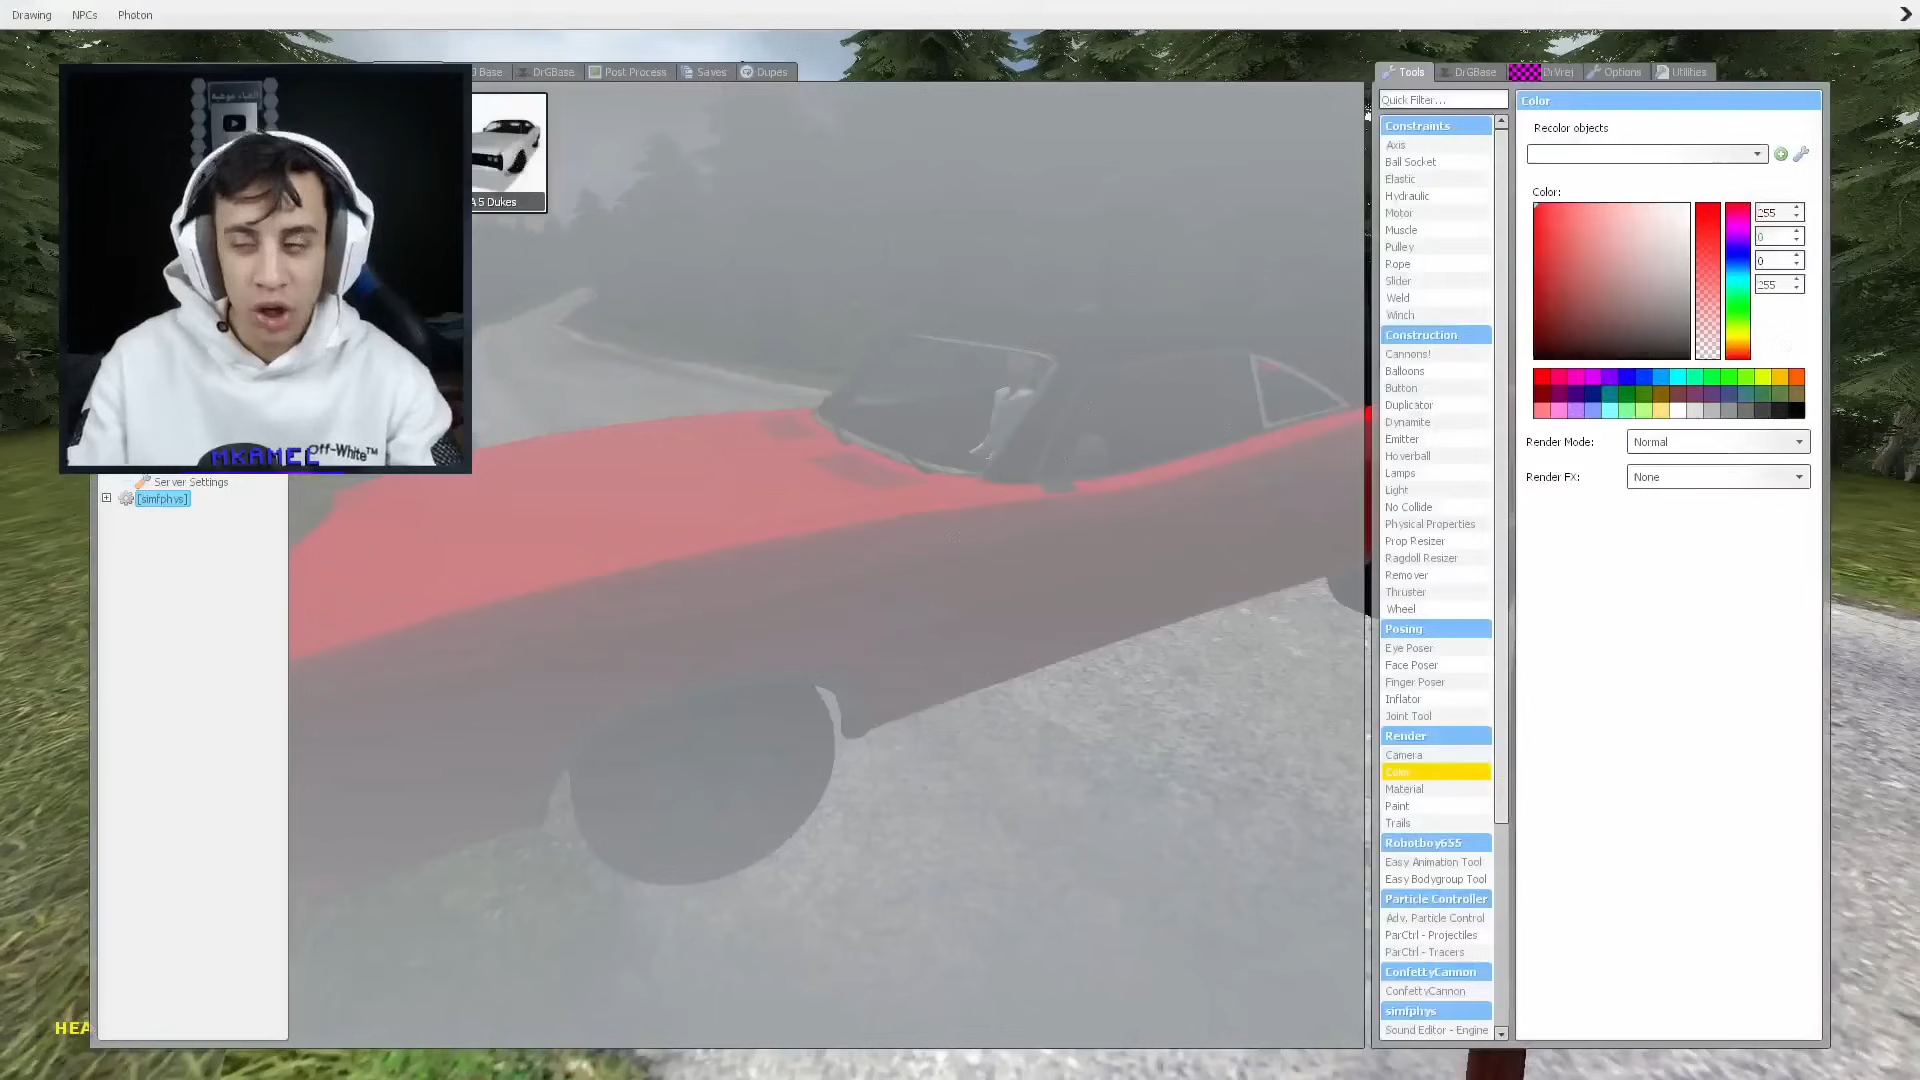 Drawing NPCs Photon
Base DrGBase Post Process Saves Dupes
Tools DrGBase DrVrej Options Utilities
A 5 Dukes
Off-White™
MKAMEL
Server Settings
[simfphys]
HEA
Quick Filter...
Constraints
Axis
Ball Socket
Elastic
Hydraulic
Motor
Muscle
Pulley
Rope
Slider
Weld
Winch
Construction
Cannons!
Balloons
Button
Duplicator
Dynamite
Emitter
Hoverball
Lamps
Light
No Collide
Physical Properties
Prop Resizer
Ragdoll Resizer
Remover
Thruster
Wheel
Posing
Eye Poser
Face Poser
Finger Poser
Inflator
Joint Tool
Render
Camera
Color
Material
Paint
Trails
Robotboy655
Easy Animation Tool
Easy Bodygroup Tool
Particle Controller
Adv. Particle Control
ParCtrl - Projectiles
ParCtrl - Tracers
ConfettyCannon
ConfettyCannon
simfphys
Sound Editor - Engine
Color
Recolor objects
Color:
255
0
0
255
Render Mode: Normal
Render FX: None